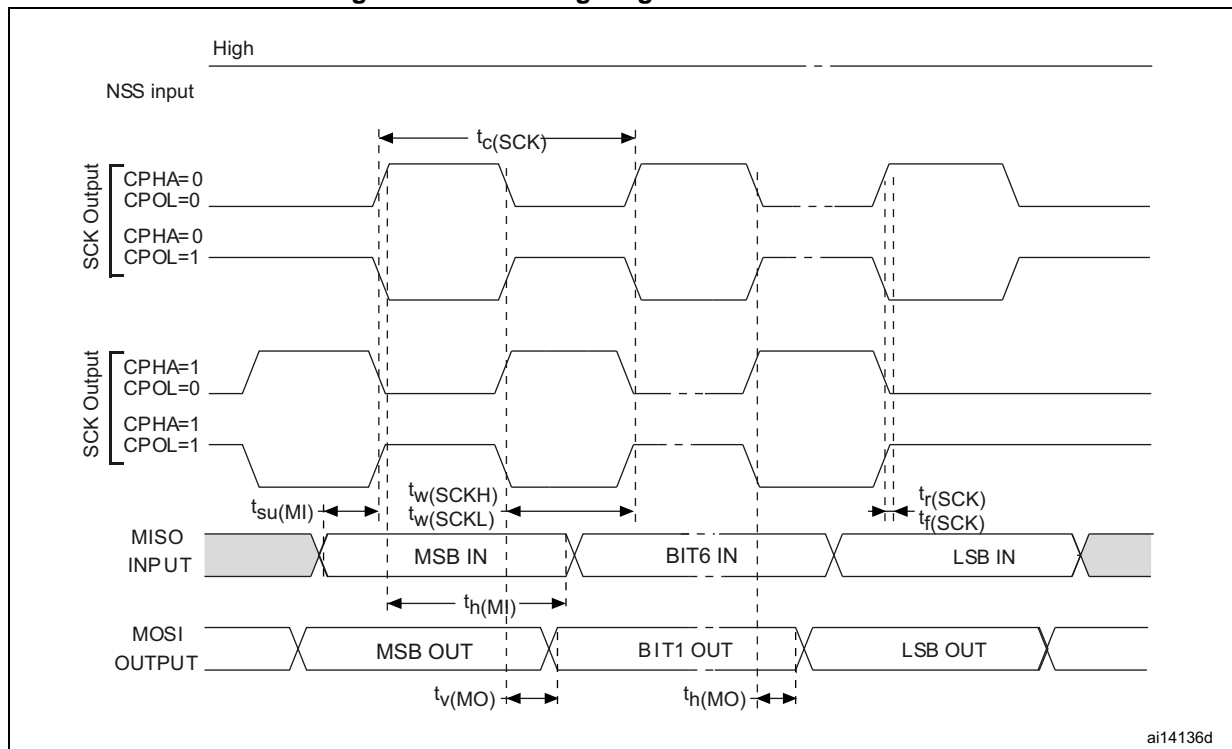 High
NSS input
tc(SCK)
SCK Output
CPHA=0
CPOL=0
CPHA=0
CPOL=1
SCK Output
CPHA=1
CPOL=0
CPHA=1
CPOL=1
tsu(MI)
tw(SCKH)
tw(SCKL)
tr(SCK)
tf(SCK)
MISO
INPUT
MSB IN
BIT6 IN
LSB IN
th(MI)
MOSI
OUTPUT
MSB OUT
BIT1 OUT
LSB OUT
tv(MO)
th(MO)
ai14136d